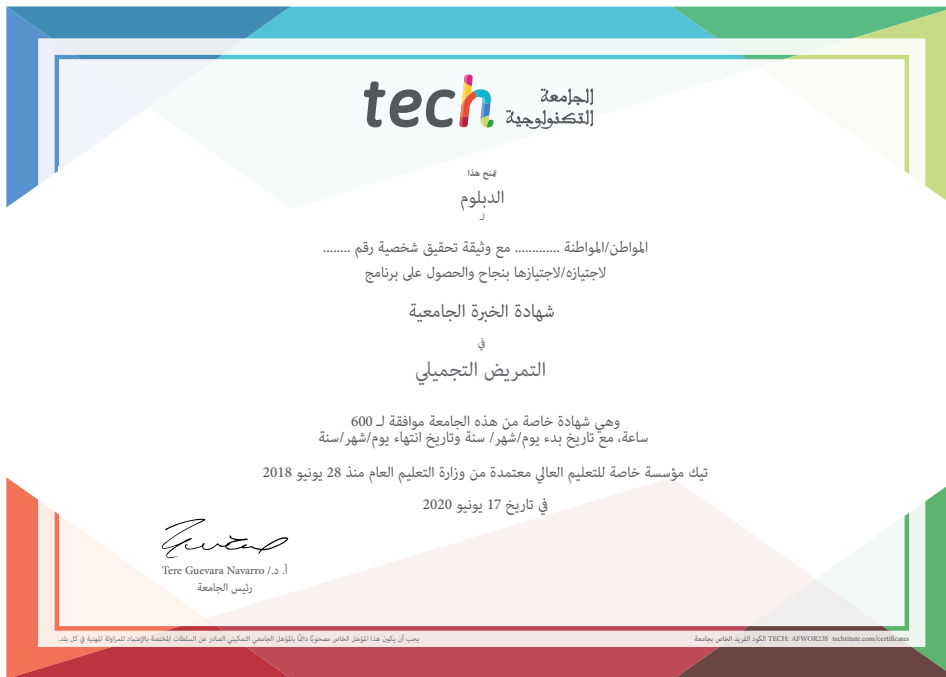 tech الجامعة
التكنولوجية
يمنح هذا
الدبلوم
لـ
المواطن/المواطنة ............. مع وثيقة تحقيق شخصية رقم ........
لاجتيازه/لاجتيازها بنجاح والحصول على برنامج
شهادة الخبرة الجامعية
في
التمريض التجميلي
وهي شهادة خاصة من هذه الجامعة موافقة لـ 600
ساعة، مع تاريخ بدء يوم/شهر/ سنة وتاريخ انتهاء يوم/شهر/سنة
تيك مؤسسة خاصة للتعليم العالي معتمدة من وزارة التعليم العام منذ 28 يونيو 2018
في تاريخ 17 يونيو 2020
أ. د./ Tere Guevara Navarro
رئيس الجامعة
يجب أن يكون هذا المؤهل الخاص مصحوبًا دائمًا بالمؤهل الجامعي التمكيني الصادر عن السلطات المختصة بالإعتماد للمزاولة المهنية في كل بلد.
الكود الفريد الخاص بجامعة TECH: AFWOR23S techtitute.com/certificates